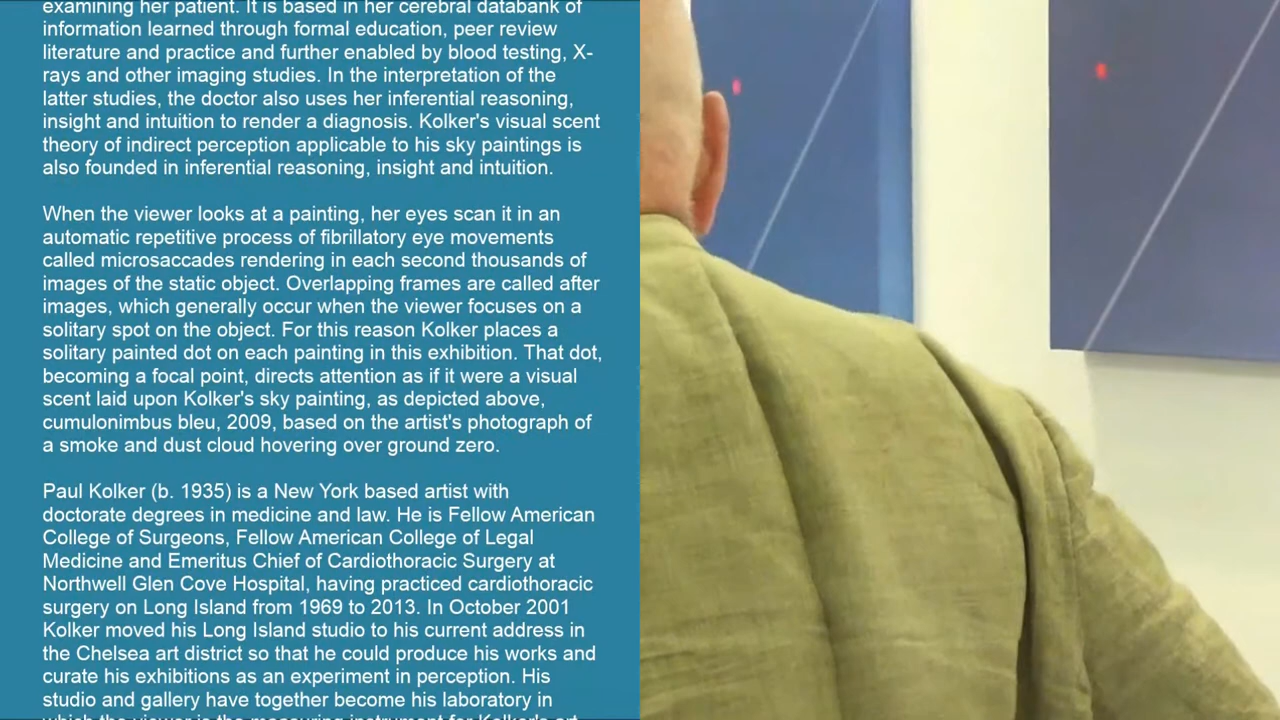 examining her patient. It is based in her cerebral databank of
information learned through formal education, peer review
literature and practice and further enabled by blood testing, X-
rays and other imaging studies. In the interpretation of the
latter studies, the doctor also uses her inferential reasoning,
insight and intuition to render a diagnosis. Kolker's visual scent
theory of indirect perception applicable to his sky paintings is
also founded in inferential reasoning, insight and intuition.
When the viewer looks at a painting, her eyes scan it in an
automatic repetitive process of fibrillatory eye movements
called microsaccades rendering in each second thousands of
images of the static object. Overlapping frames are called after
images, which generally occur when the viewer focuses on a
solitary spot on the object. For this reason Kolker places a
solitary painted dot on each painting in this exhibition. That dot,
becoming a focal point, directs attention as if it were a visual
scent laid upon Kolker's sky painting, as depicted above,
cumulonimbus bleu, 2009, based on the artist's photograph of
a smoke and dust cloud hovering over ground zero.
Paul Kolker (b. 1935) is a New York based artist with
doctorate degrees in medicine and law. He is Fellow American
College of Surgeons, Fellow American College of Legal
Medicine and Emeritus Chief of Cardiothoracic Surgery at
Northwell Glen Cove Hospital, having practiced cardiothoracic
surgery on Long Island from 1969 to 2013. In October 2001
Kolker moved his Long Island studio to his current address in
the Chelsea art district so that he could produce his works and
curate his exhibitions as an experiment in perception. His
studio and gallery have together become his laboratory in
which the viewer is the measuring instrument for Kolker's art